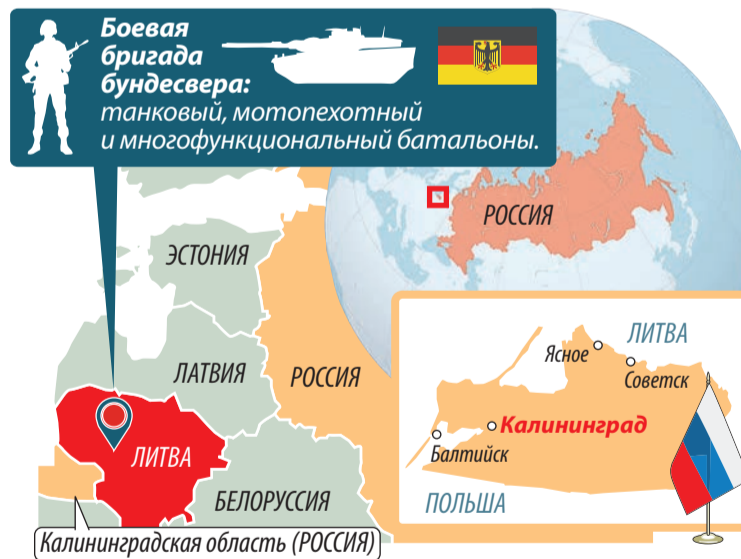 Боевая
бригада
бундесвера:
танковый, мотопехотный
и многофункциональный батальоны.
РОССИЯ
ЭСТОНИЯ
ЛАТВИЯ
РОССИЯ
ЛИТВА
БЕЛОРУССИЯ
Калининградская область (РОССИЯ)
ЛИТВА
Ясное
Советск
Калининград
Балтийск
ПОЛЬША